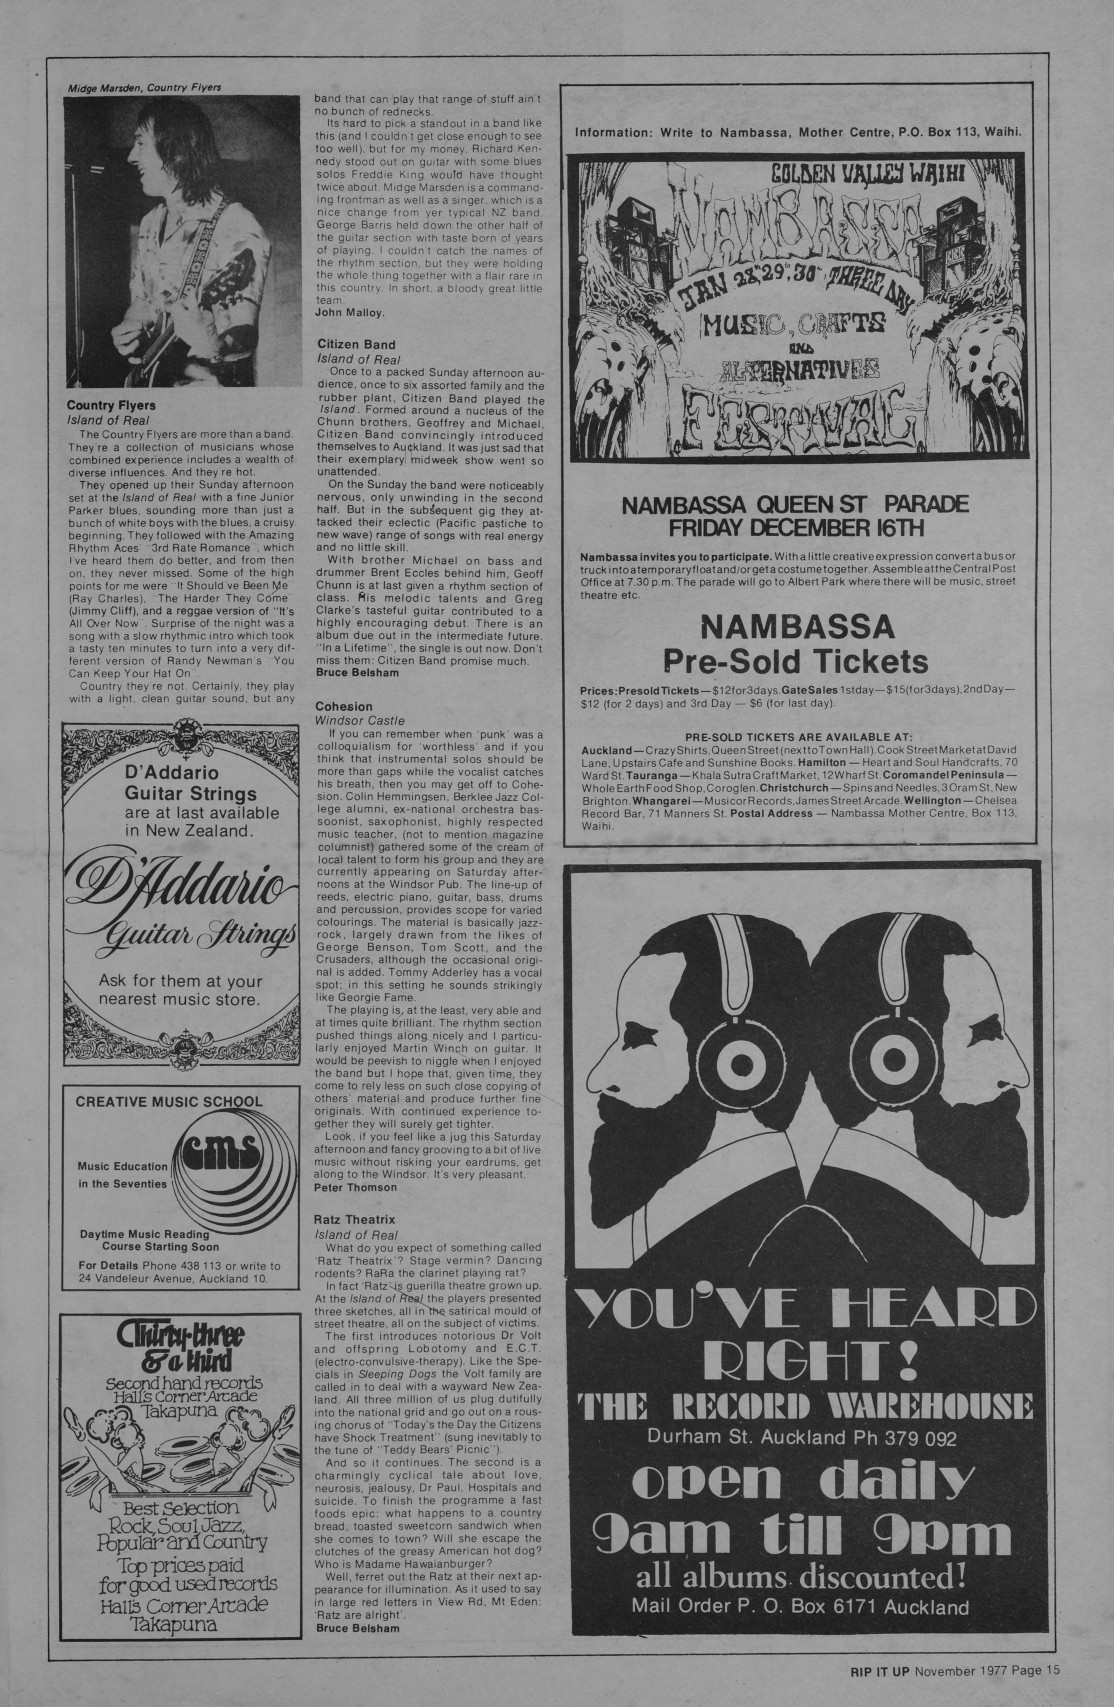 Midge Marsden, Country Flyers
Country Flyers
Island of Real
The Country Flyers are more than a band.
They're a collection of musicians whose
combined experience includes a wealth of
diverse influences. And they're hot.
They opened up their Sunday afternoon
set at the Island of Real with a fine Junior
Parker blues, sounding more than just a
bunch of white boys with the blues, a cruisy
beginning. They followed with the Amazing
Rhythm Aces' "3rd Rate Romance", which
I've heard them do better, and from then
on, they never missed. Some of the high
points for me were "It Should've Been Me"
(Ray Charles), "The Harder They Come"
(Jimmy Cliff), and a reggae version of "It's
All Over Now". Surprise of the night was a
song with a slow rhythmic intro which took
a tasty ten minutes to turn into a very dif-
ferent version of Randy Newman's "You
Can Keep Your Hat On".
Country they're not. Certainly, they play
with a light, clean guitar sound, but any
band that can play that range of stuff ain't
no bunch of rednecks.
Its hard to pick a standout in a band like
this (and I couldn't get close enough to see
too well), but for my money, Richard Ken-
nedy stood out on guitar with some blues
solos Freddie King would have thought
twice about. Midge Marsden is a command-
ing frontman as well as a singer, which is a
nice change from yer typical NZ band.
George Barris held down the other half of
the guitar section with taste born of years
of playing. I couldn't catch the names of
the rhythm section, but they were holding
the whole thing together with a flair rare in
this country. In short, a bloody great little
team.
John Malloy.
Citizen Band
Island of Real
Once to a packed Sunday afternoon au-
dience, once to six assorted family and the
rubber plant, Citizen Band played the
Island. Formed around a nucleus of the
Chunn brothers, Geoffrey and Michael,
Citizen Band convincingly introduced
themselves to Auckland. It was just sad that
their exemplary midweek show went so
unattended.
On the Sunday the band were noticeably
nervous, only unwinding in the second
half. But in the subsequent gig they at-
tacked their eclectic (Pacific pastiche to
new wave) range of songs with real energy
and no little skill.
With brother Michael on bass and
drummer Brent Eccles behind him, Geoff
Chunn is at last given a rhythm section of
class. His melodic talents and Greg
Clarke's tasteful guitar contributed to a
highly encouraging debut. There is an
album due out in the intermediate future.
"In a Lifetime", the single is out now. Don't
miss them: Citizen Band promise much.
Bruce Belsham
Cohesion
Windsor Castle
If you can remember when 'punk' was a
colloquialism for 'worthless' and if you
think that instrumental solos should be
more than gaps while the vocalist catches
his breath, then you may get off to Cohe-
sion. Colin Hemmingsen, Berklee Jazz Col-
lege alumni, ex-national orchestra bas-
soonist, saxophonist, highly respected
music teacher, (not to mention magazine
columnist) gathered some of the cream of
local talent to form his group and they are
currently appearing on Saturday after-
noons at the Windsor Pub. The line-up of
reeds, electric piano, guitar, bass, drums
and percussion, provides scope for varied
colourings. The material is basically jazz-
rock, largely drawn from the likes of
George Benson, Tom Scott, and the
Crusaders, although the occasional origi-
nal is added. Tommy Adderley has a vocal
spot; in this setting he sounds strikingly
like Georgie Fame.
The playing is, at the least, very able and
at times quite brilliant. The rhythm section
pushed things along nicely and I particu-
larly enjoyed Martin Winch on guitar. It
would be peevish to niggle when I enjoyed
the band but I hope that, given time, they
come to rely less on such close copying of
others' material and produce further fine
originals. With continued experience to-
gether they will surely get tighter.
Look, if you feel like a jug this Saturday
afternoon and fancy grooving to a bit of live
music without risking your eardrums, get
along to the Windsor. It's very pleasant.
Peter Thomson
Ratz Theatrix
Island of Real
What do you expect of something called
'Ratz Theatrix'? Stage vermin? Dancing
rodents? RaRa the clarinet playing rat?
In fact 'Ratz' is guerilla theatre grown up.
At the Island of Real the players presented
three sketches, all in the satirical mould of
street theatre, all on the subject of victims.
The first introduces notorious Dr Volt
and offspring Lobotomy and E.C.T.
(electro-convulsive-therapy). Like the Spe-
cials in Sleeping Dogs the Volt family are
called in to deal with a wayward New Zea-
land. All three million of us plug dutifully
into the national grid and go out on a rous-
ing chorus of "Today's the Day the Citizens
have Shock Treatment" (sung inevitably to
the tune of "Teddy Bears' Picnic").
And so it continues. The second is a
charmingly cyclical tale about love,
neurosis, jealousy, Dr Paul, Hospitals and
suicide. To finish the programme a fast
foods epic: what happens to a country
bread, toasted sweetcorn sandwich when
she comes to town? Will she escape the
clutches of the greasy American hot dog?
Who is Madame Hawaianburger?
Well, ferret out the Ratz at their next ap-
pearance for illumination. As it used to say
in large red letters in View Rd, Mt Eden:
'Ratz are alright'.
Bruce Belsham
D'Addario
Guitar Strings
are at last available
in New Zealand.
D'Addario
Guitar Strings
Ask for them at your
nearest music store.
CREATIVE MUSIC SCHOOL
cms
Music Education
in the Seventies
Daytime Music Reading
Course Starting Soon
For Details Phone 438 113 or write to
24 Vandeleur Avenue, Auckland 10.
Thirty-three
& a third
Second hand records
Hall's Corner Arcade
Takapuna
Best Selection
Rock, Soul Jazz,
Popular and Country
Top prices paid
for good used records
Hall's Corner Arcade
Takapuna
Information: Write to Nambassa, Mother Centre, P.O. Box 113, Waihi.
GOLDEN VALLEY WAIHI
NAMBASSA
JAN 28, 29, 30 THREE DAY
MUSIC, CRAFTS
AND
ALTERNATIVES
FESTIVAL
NAMBASSA QUEEN ST PARADE
FRIDAY DECEMBER 16TH
Nambassa invites you to participate. With a little creative expression convert a bus or
truck into a temporary float and/or get a costume together. Assemble at the Central Post
Office at 7.30 p.m. The parade will go to Albert Park where there will be music, street
theatre etc.
NAMBASSA
Pre-Sold Tickets
Prices: Presold Tickets — $12 for 3 days. Gate Sales 1st day — $15 (for 3 days), 2nd Day —
$12 (for 2 days) and 3rd Day — $6 (for last day).
PRE-SOLD TICKETS ARE AVAILABLE AT:
Auckland — Crazy Shirts, Queen Street (next to Town Hall). Cook Street Market at David
Lane, Upstairs Cafe and Sunshine Books. Hamilton — Heart and Soul Handcrafts, 70
Ward St. Tauranga — Khala Sutra Craft Market, 12 Wharf St. Coromandel Peninsula —
Whole Earth Food Shop, Coroglen. Christchurch — Spins and Needles, 3 Oram St. New
Brighton. Whangarei — Musicor Records, James Street Arcade. Wellington — Chelsea
Record Bar, 71 Manners St. Postal Address — Nambassa Mother Centre, Box 113,
Waihi.
YOU'VE HEARD
RIGHT!
THE RECORD WAREHOUSE
Durham St. Auckland Ph 379 092
open daily
9am till 9pm
all albums discounted!
Mail Order P. O. Box 6171 Auckland
RIP IT UP November 1977 Page 15